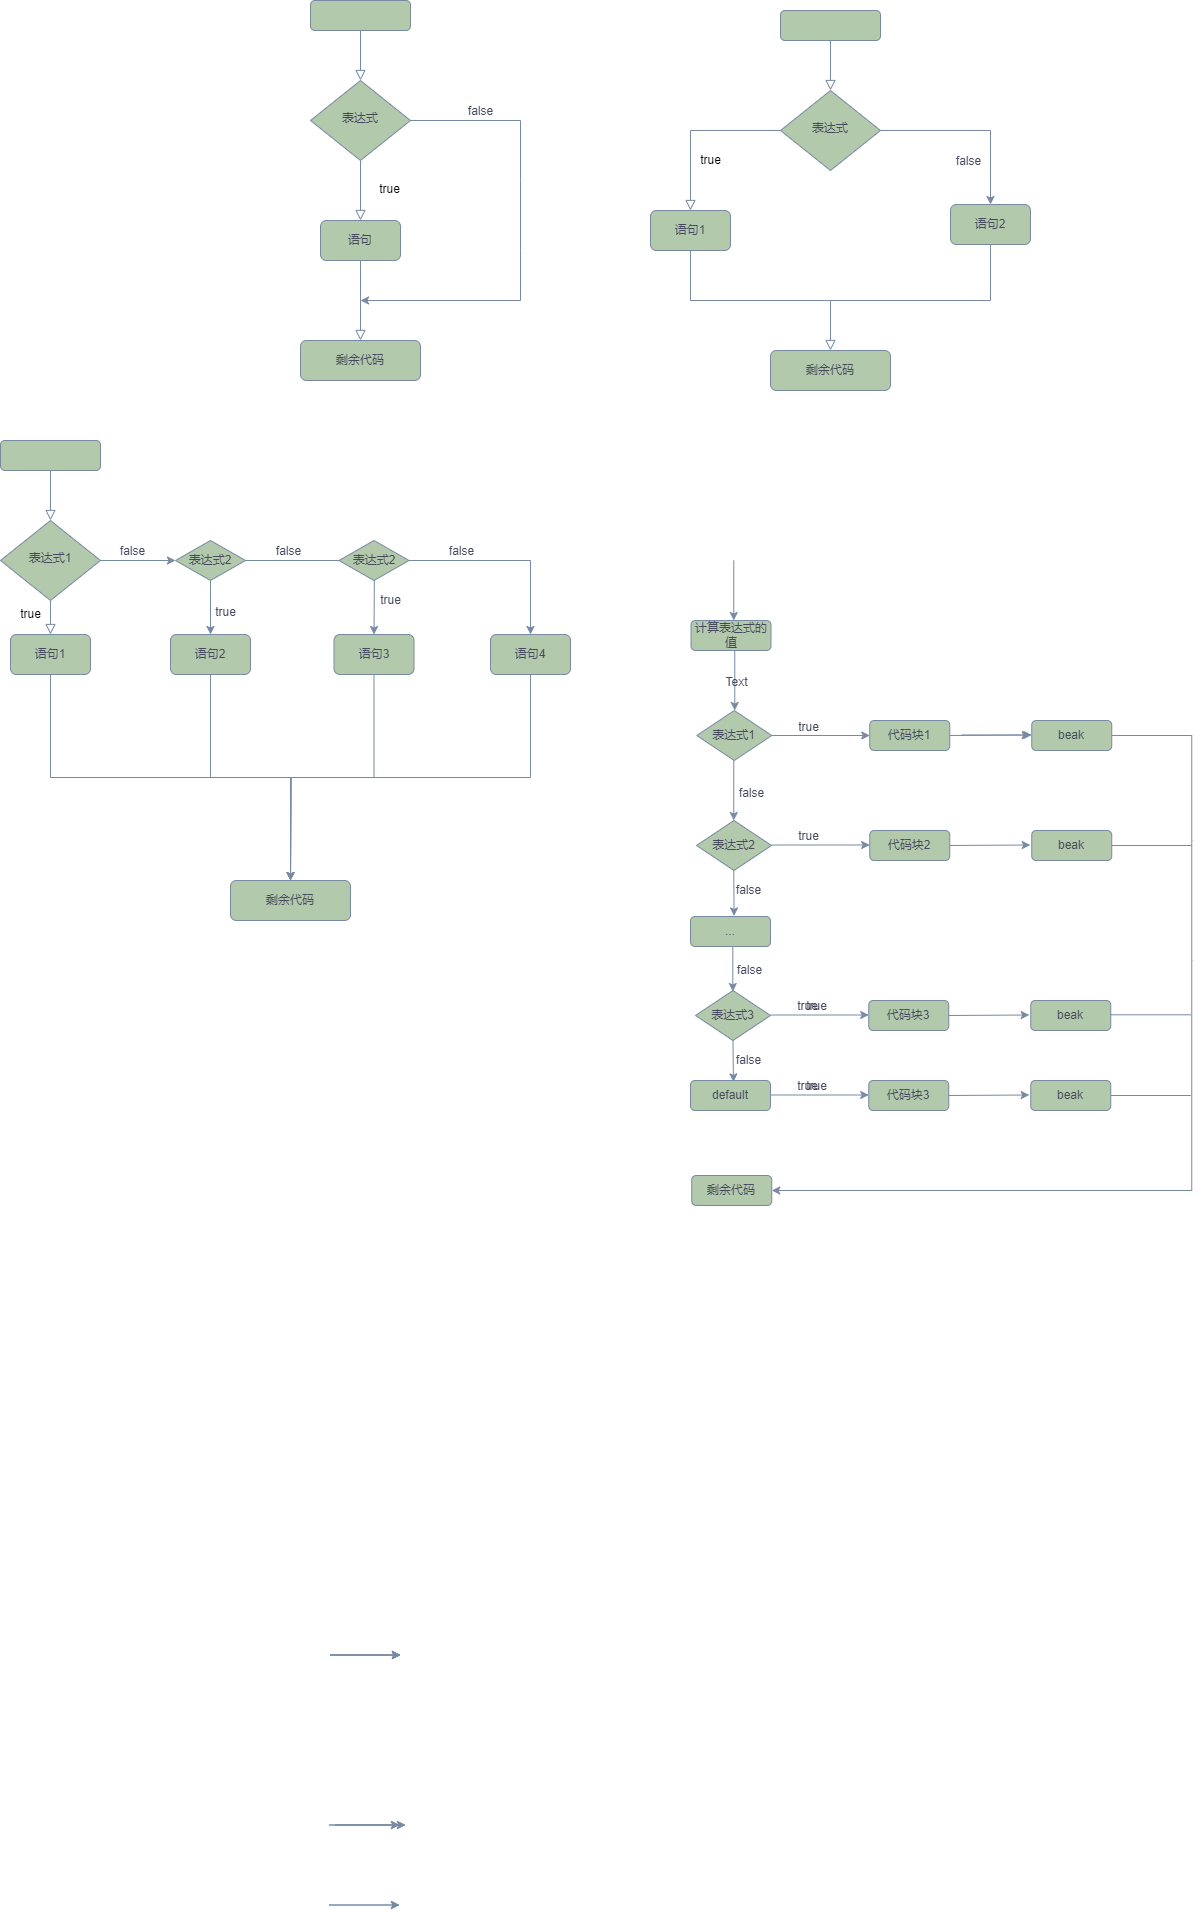 表达式
false
true
语句
剩余代码
表达式
true
false
语句1
语句2
剩余代码
表达式1
false
表达式2
false
表达式2
false
true
true
true
语句1
语句2
语句3
语句4
剩余代码
计算表达式的
值
Text
表达式1
true
代码块1
beak
false
表达式2
true
代码块2
beak
false
...
false
表达式3
true
true
代码块3
beak
false
default
true
true
代码块3
beak
剩余代码